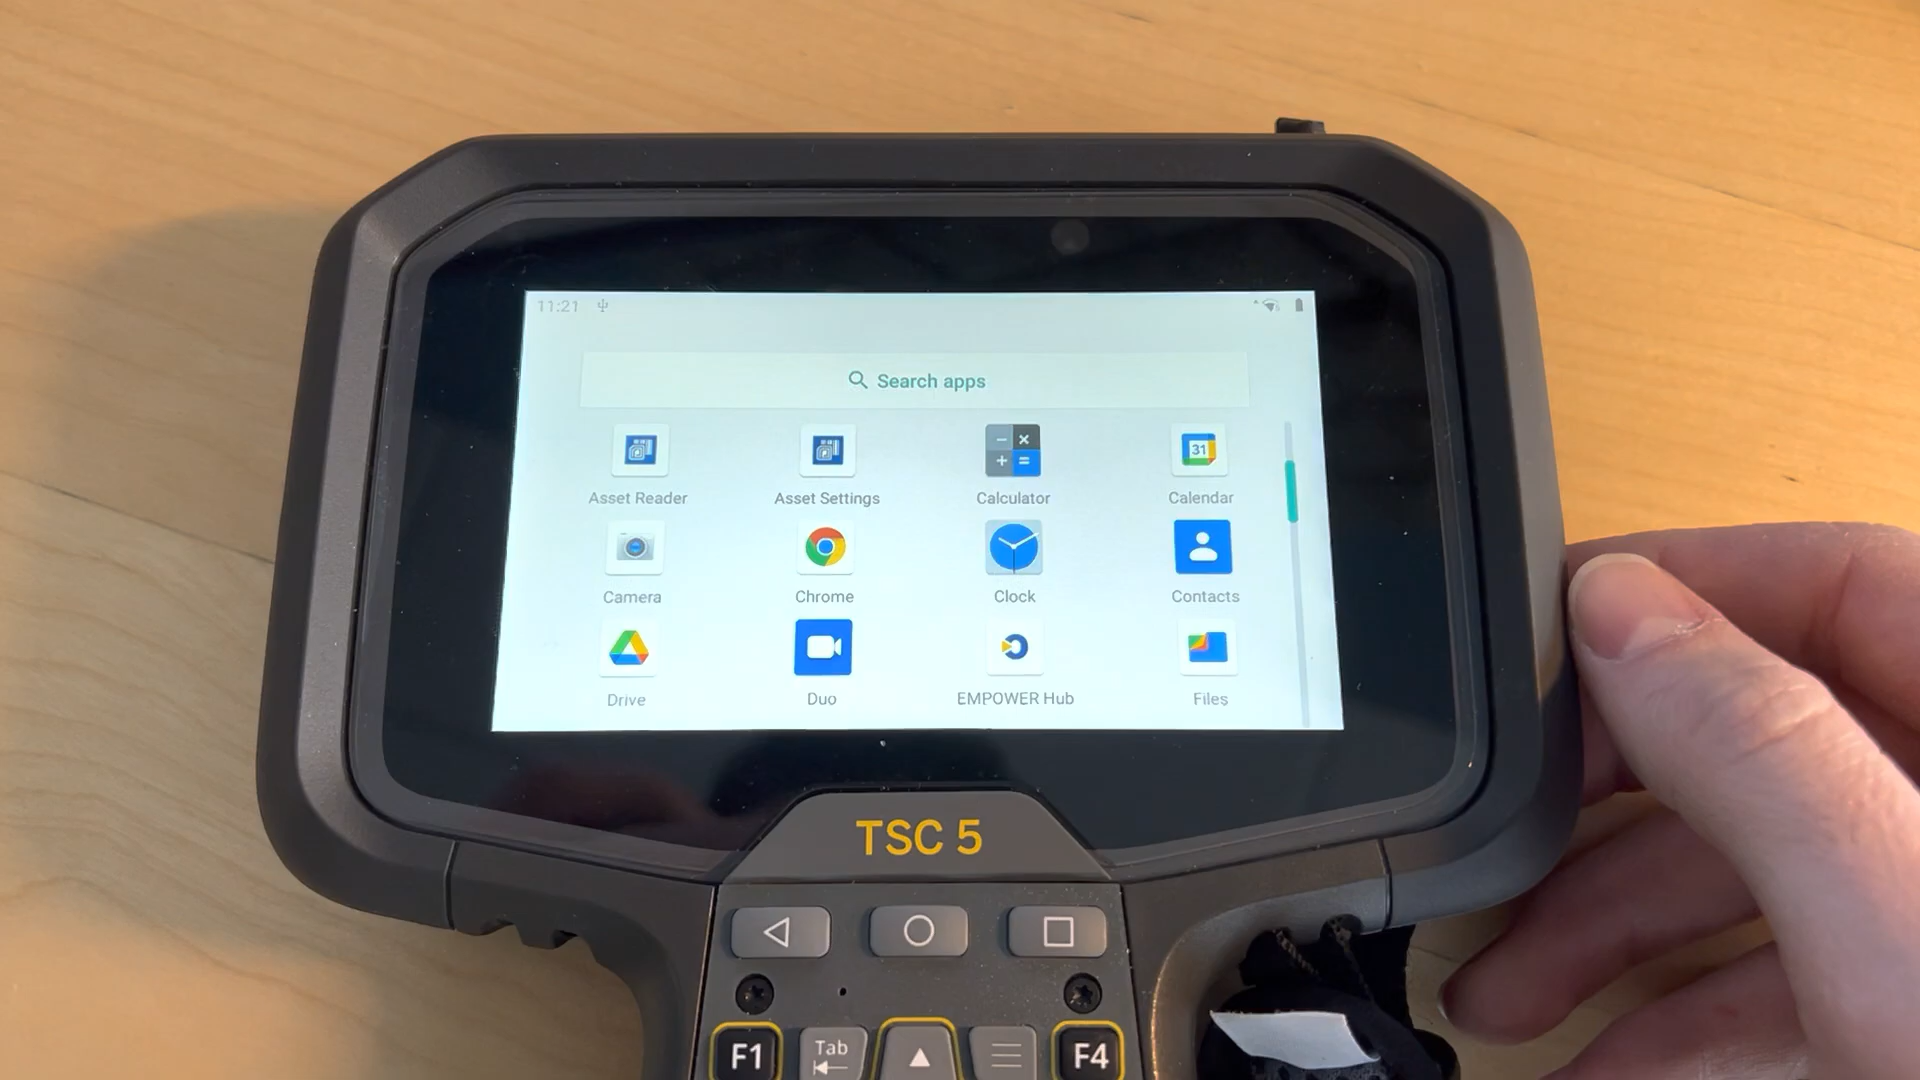 11:21
Search apps
Asset Reader
Asset Settings
Calculator
Calendar
31
Camera
Chrome
Clock
Contacts
Drive
Duo
EMPOWER Hub
Files
TSC 5
F1
Tab
F4